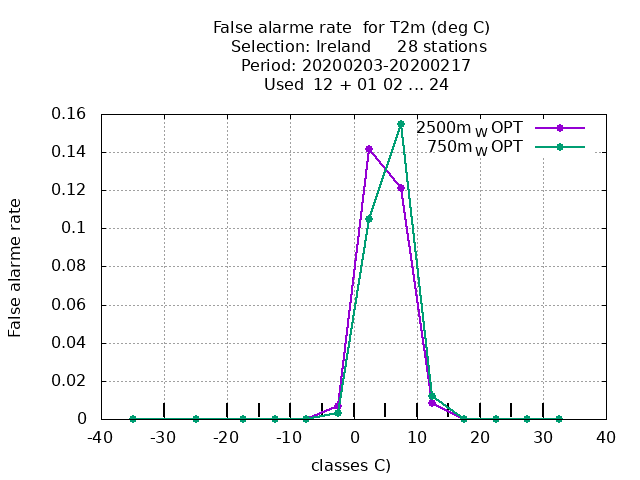 False alarme rate  for T2m (deg C)
Selection: Ireland     28 stations
Period: 20200203-20200217
Used  12 + 01 02 ... 24
0.16
0.14
0.12
0.1
0.08
0.06
0.04
0.02
0
False alarme rate
2500m W OPT
750m W OPT
-40 -30 -20 -10 0 10 20 30 40
classes C)